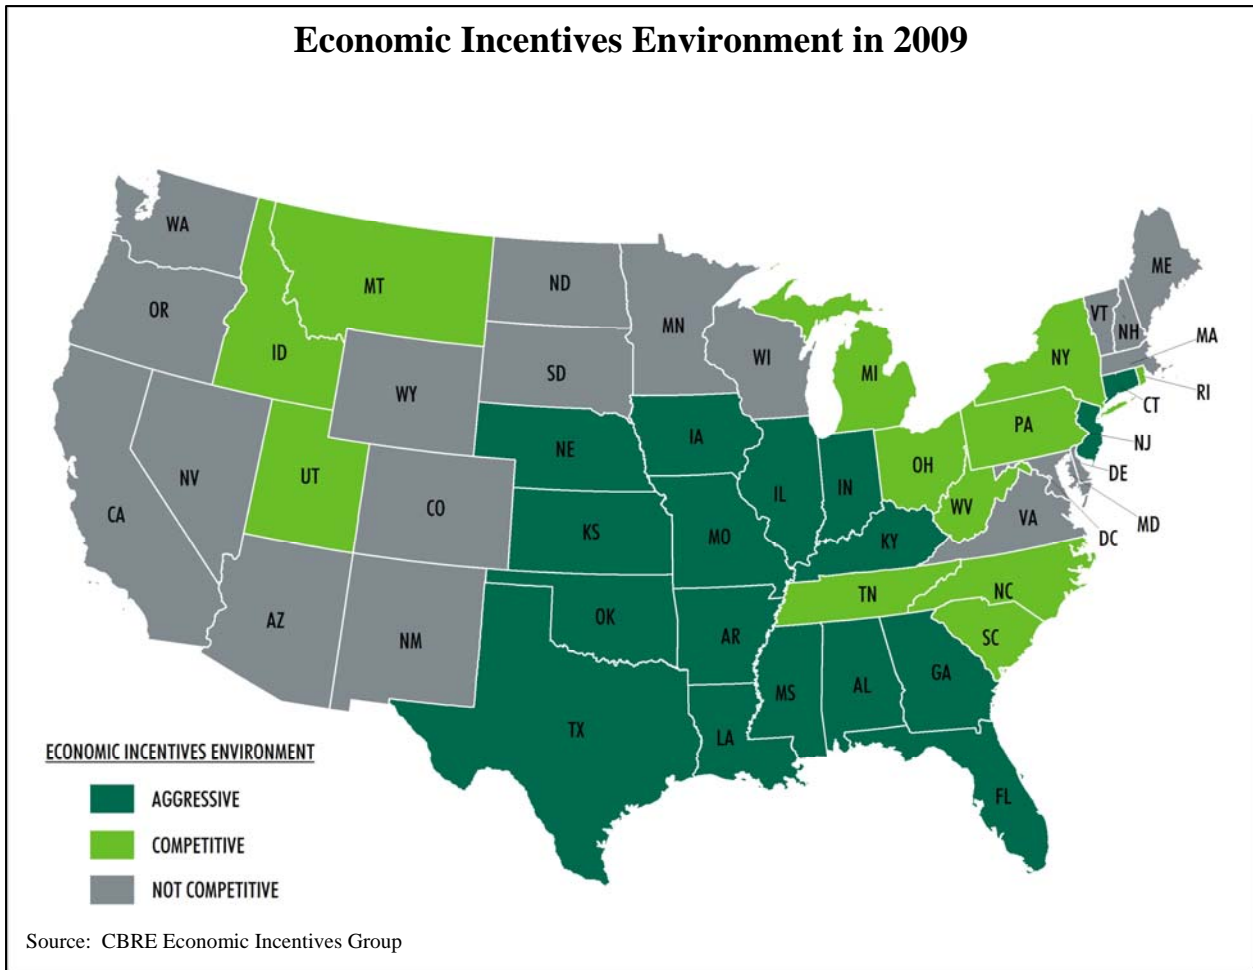 Economic Incentives Environment in 2009
WA
MT
ND
ME
OR
MN
VT
NH
ID
WI
MA
SD
MI
NY
WY
RI
CT
NE
IA
PA
NJ
NV
UT
OH
DE
IL
IN
CO
WV
CA
VA
MD
KS
MO
KY
DC
TN
NC
AZ
OK
NM
AR
SC
MS
AL
GA
TX
LA
FL
ECONOMIC INCENTIVES ENVIRONMENT
AGGRESSIVE
COMPETITIVE
NOT COMPETITIVE
Source: CBRE Economic Incentives Group